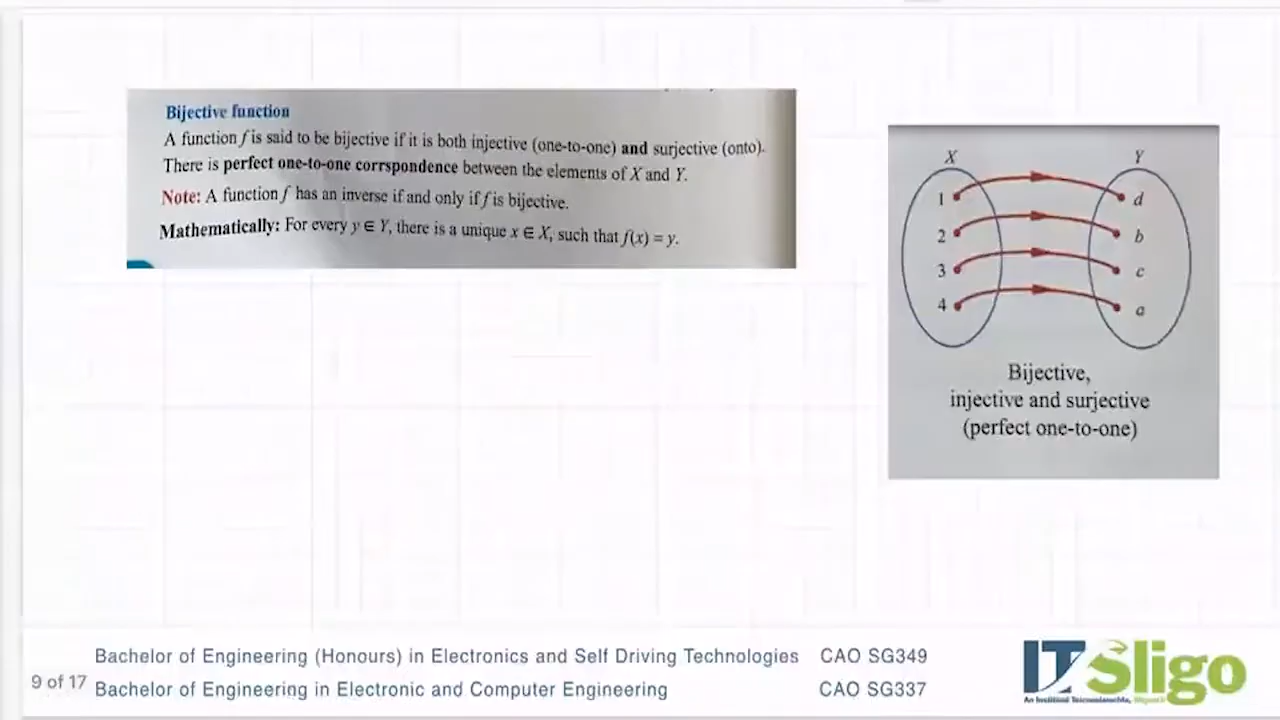 Bijective function
A function f is said to be bijective if it is both injective (one-to-one) and surjective (onto).
There is perfect one-to-one corrspondence between the elements of X and Y.
Note: A function f has an inverse if and only if f is bijective.
Mathematically: For every y ∈ Y, there is a unique x ∈ X, such that f(x) = y.
X Y
1 d
2 b
3 c
4 a
Bijective,
injective and surjective
(perfect one-to-one)
Bachelor of Engineering (Honours) in Electronics and Self Driving Technologies CAO SG349
9 of 17 Bachelor of Engineering in Electronic and Computer Engineering CAO SG337
IT Sligo
An Institiúid Teicneolaíochta, Sligeach